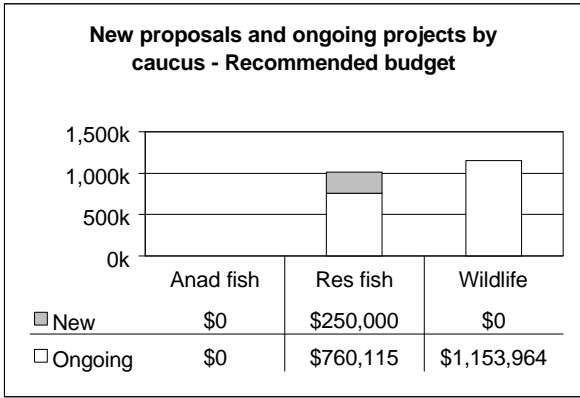 New proposals and ongoing projects by
caucus - Recommended budget
1,500k
1,000k
500k
0k
Anad fish Res fish Wildlife
New $0 $250,000 $0
Ongoing $0 $760,115 $1,153,964